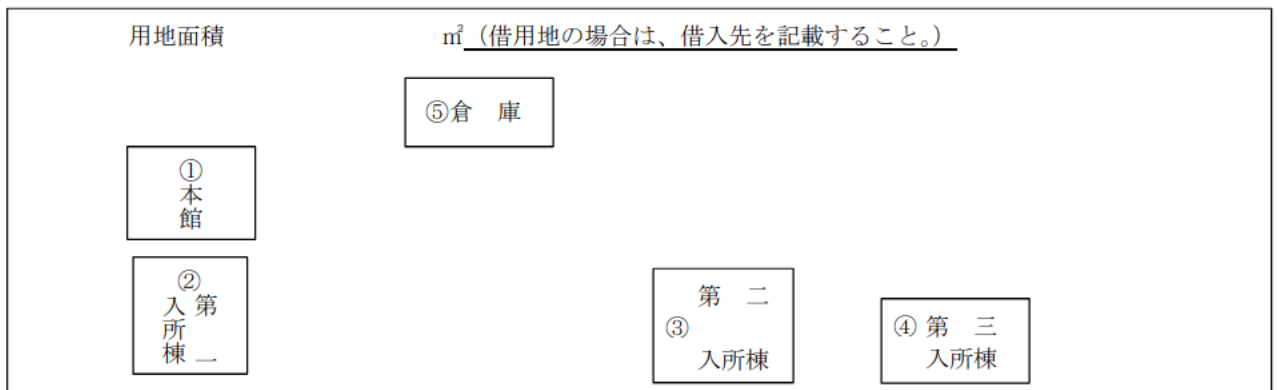 用地面積 ㎡（借用地の場合は、借入先を記載すること。）
⑤倉 庫
①
本館
②
第一
入所棟
第 二
③
入所棟
④ 第 三
入所棟